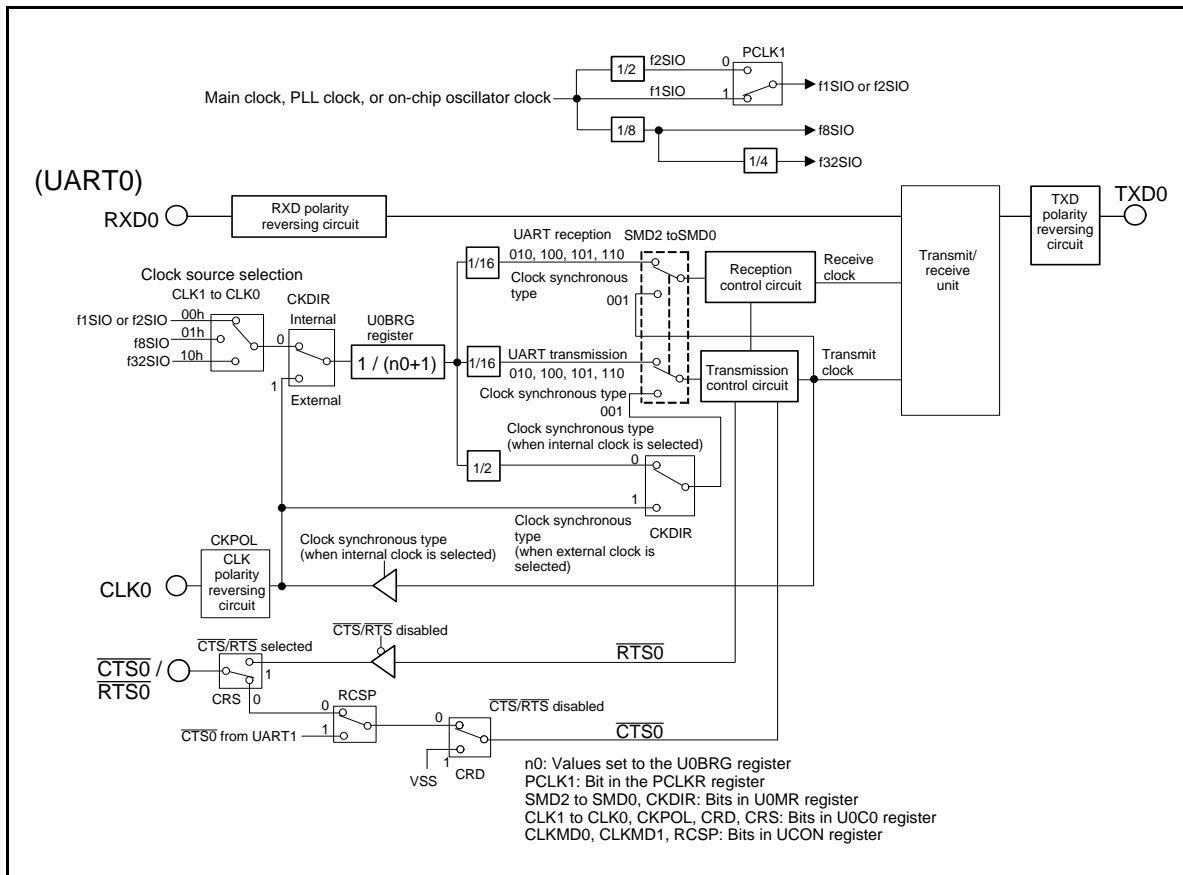 PCLK1
f2SIO
0
1/2
Main clock, PLL clock, or on-chip oscillator clock
f1SIO
1
f1SIO or f2SIO
1/8
f8SIO
1/4
f32SIO
(UART0)
RXD0
RXD polarity
reversing circuit
TXD
polarity
reversing
circuit
TXD0
UART reception
010, 100, 101, 110
SMD2 toSMD0
1/16
Clock synchronous
type
001
Reception
control circuit
Receive
clock
Transmit/
receive
unit
Clock source selection
CLK1 to CLK0
f1SIO or f2SIO
00h
f8SIO
01h
f32SIO
10h
CKDIR
Internal
0
1
External
U0BRG
register
1 / (n0+1)
1/16
UART transmission
010, 100, 101, 110
Clock synchronous type
001
Transmission
control circuit
Transmit
clock
Clock synchronous type
(when internal clock is selected)
1/2
0
1
CKDIR
Clock synchronous
type
(when external clock is
selected)
CKPOL
CLK
polarity
reversing
circuit
CLK0
Clock synchronous type
(when internal clock is selected)
CTS/RTS disabled
CTS/RTS selected
CTS0 /
RTS0
1
CRS
0
RTS0
RCSP
0
1
CTS0 from UART1
CTS/RTS disabled
0
1
VSS
CRD
CTS0
n0: Values set to the U0BRG register
PCLK1: Bit in the PCLKR register
SMD2 to SMD0, CKDIR: Bits in U0MR register
CLK1 to CLK0, CKPOL, CRD, CRS: Bits in U0C0 register
CLKMD0, CLKMD1, RCSP: Bits in UCON register